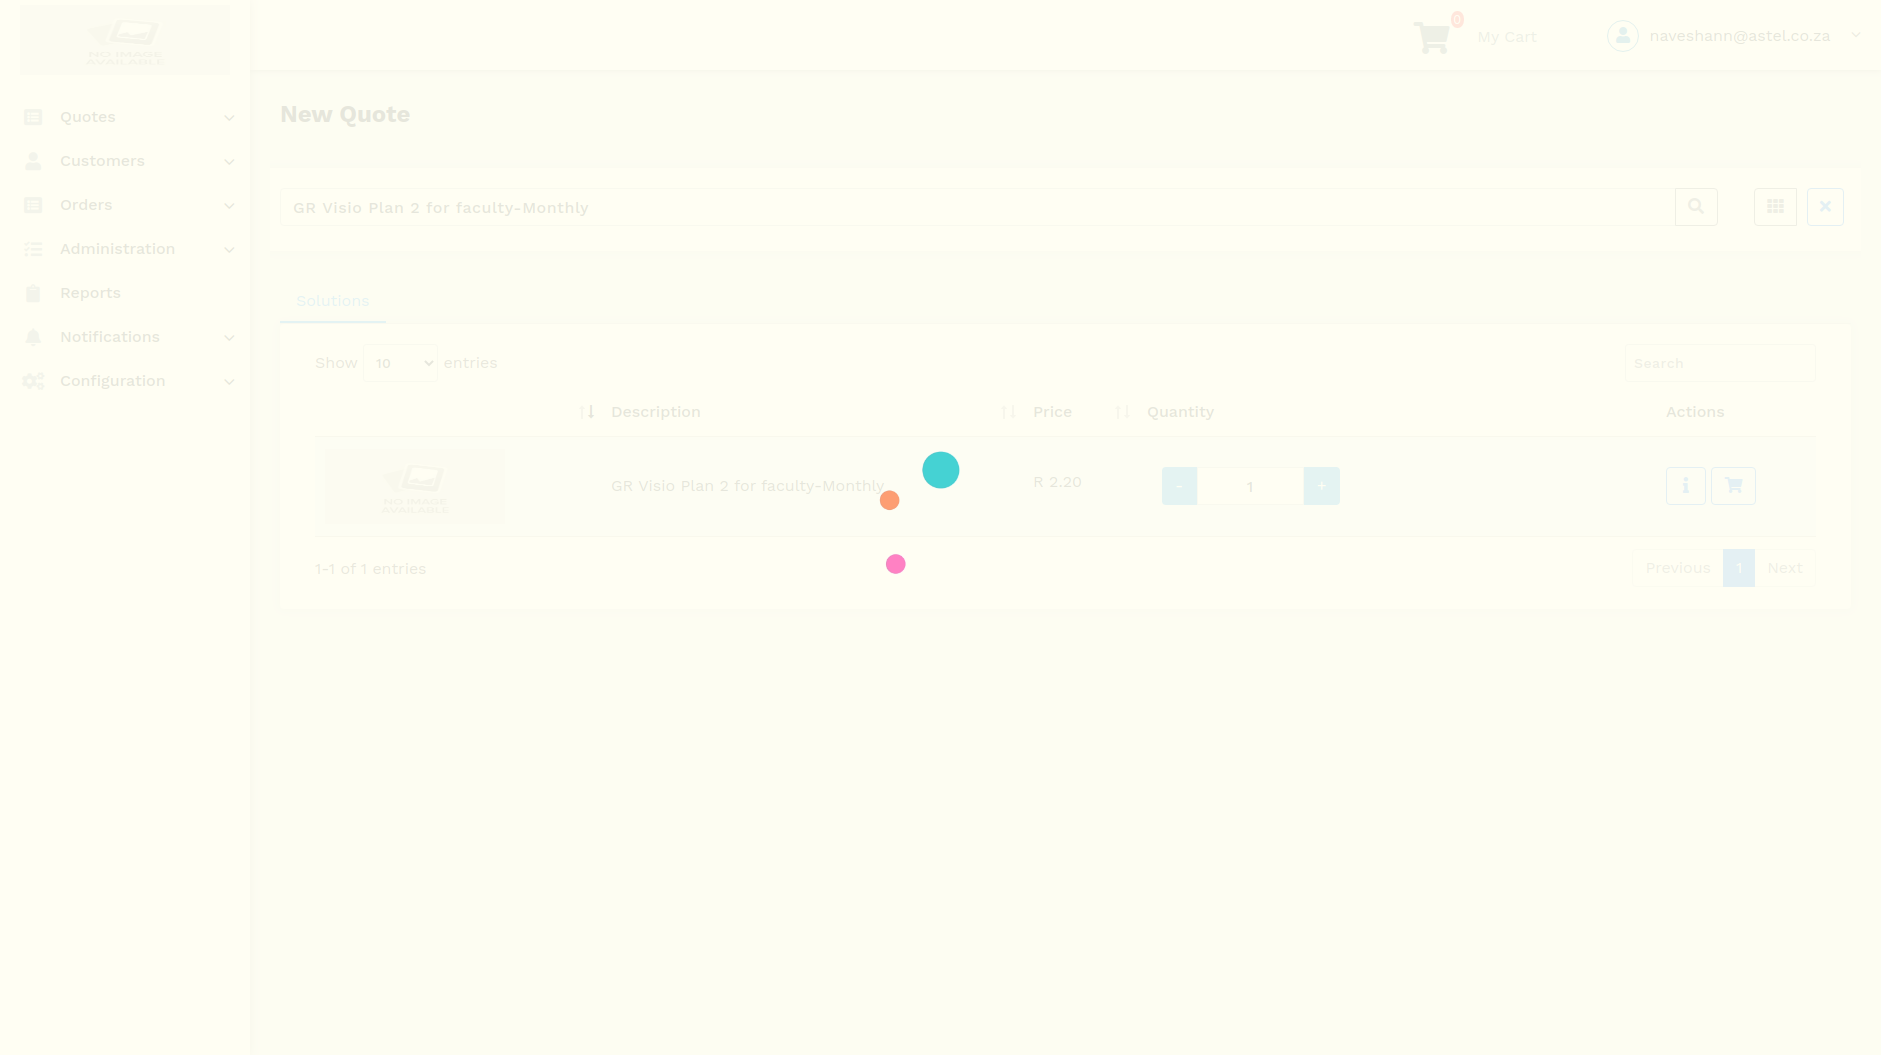 NO IMAGE
AVAILABLE
0
My Cart
naveshann@astel.co.za
Quotes
Customers
Orders
Administration
Reports
Notifications
Configuration
New Quote
GR Visio Plan 2 for faculty-Monthly
Solutions
Show 10 entries
Search
Description Price Quantity Actions
NO IMAGE
AVAILABLE
GR Visio Plan 2 for faculty-Monthly R 2.20 - 1 +
1-1 of 1 entries
Previous 1 Next